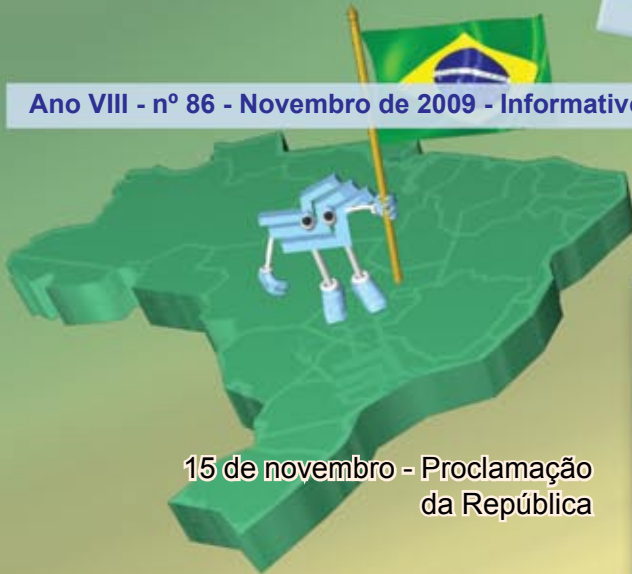 Ano VIII - nº 86 - Novembro de 2009 - Informativo
15 de novembro - Proclamação
da República